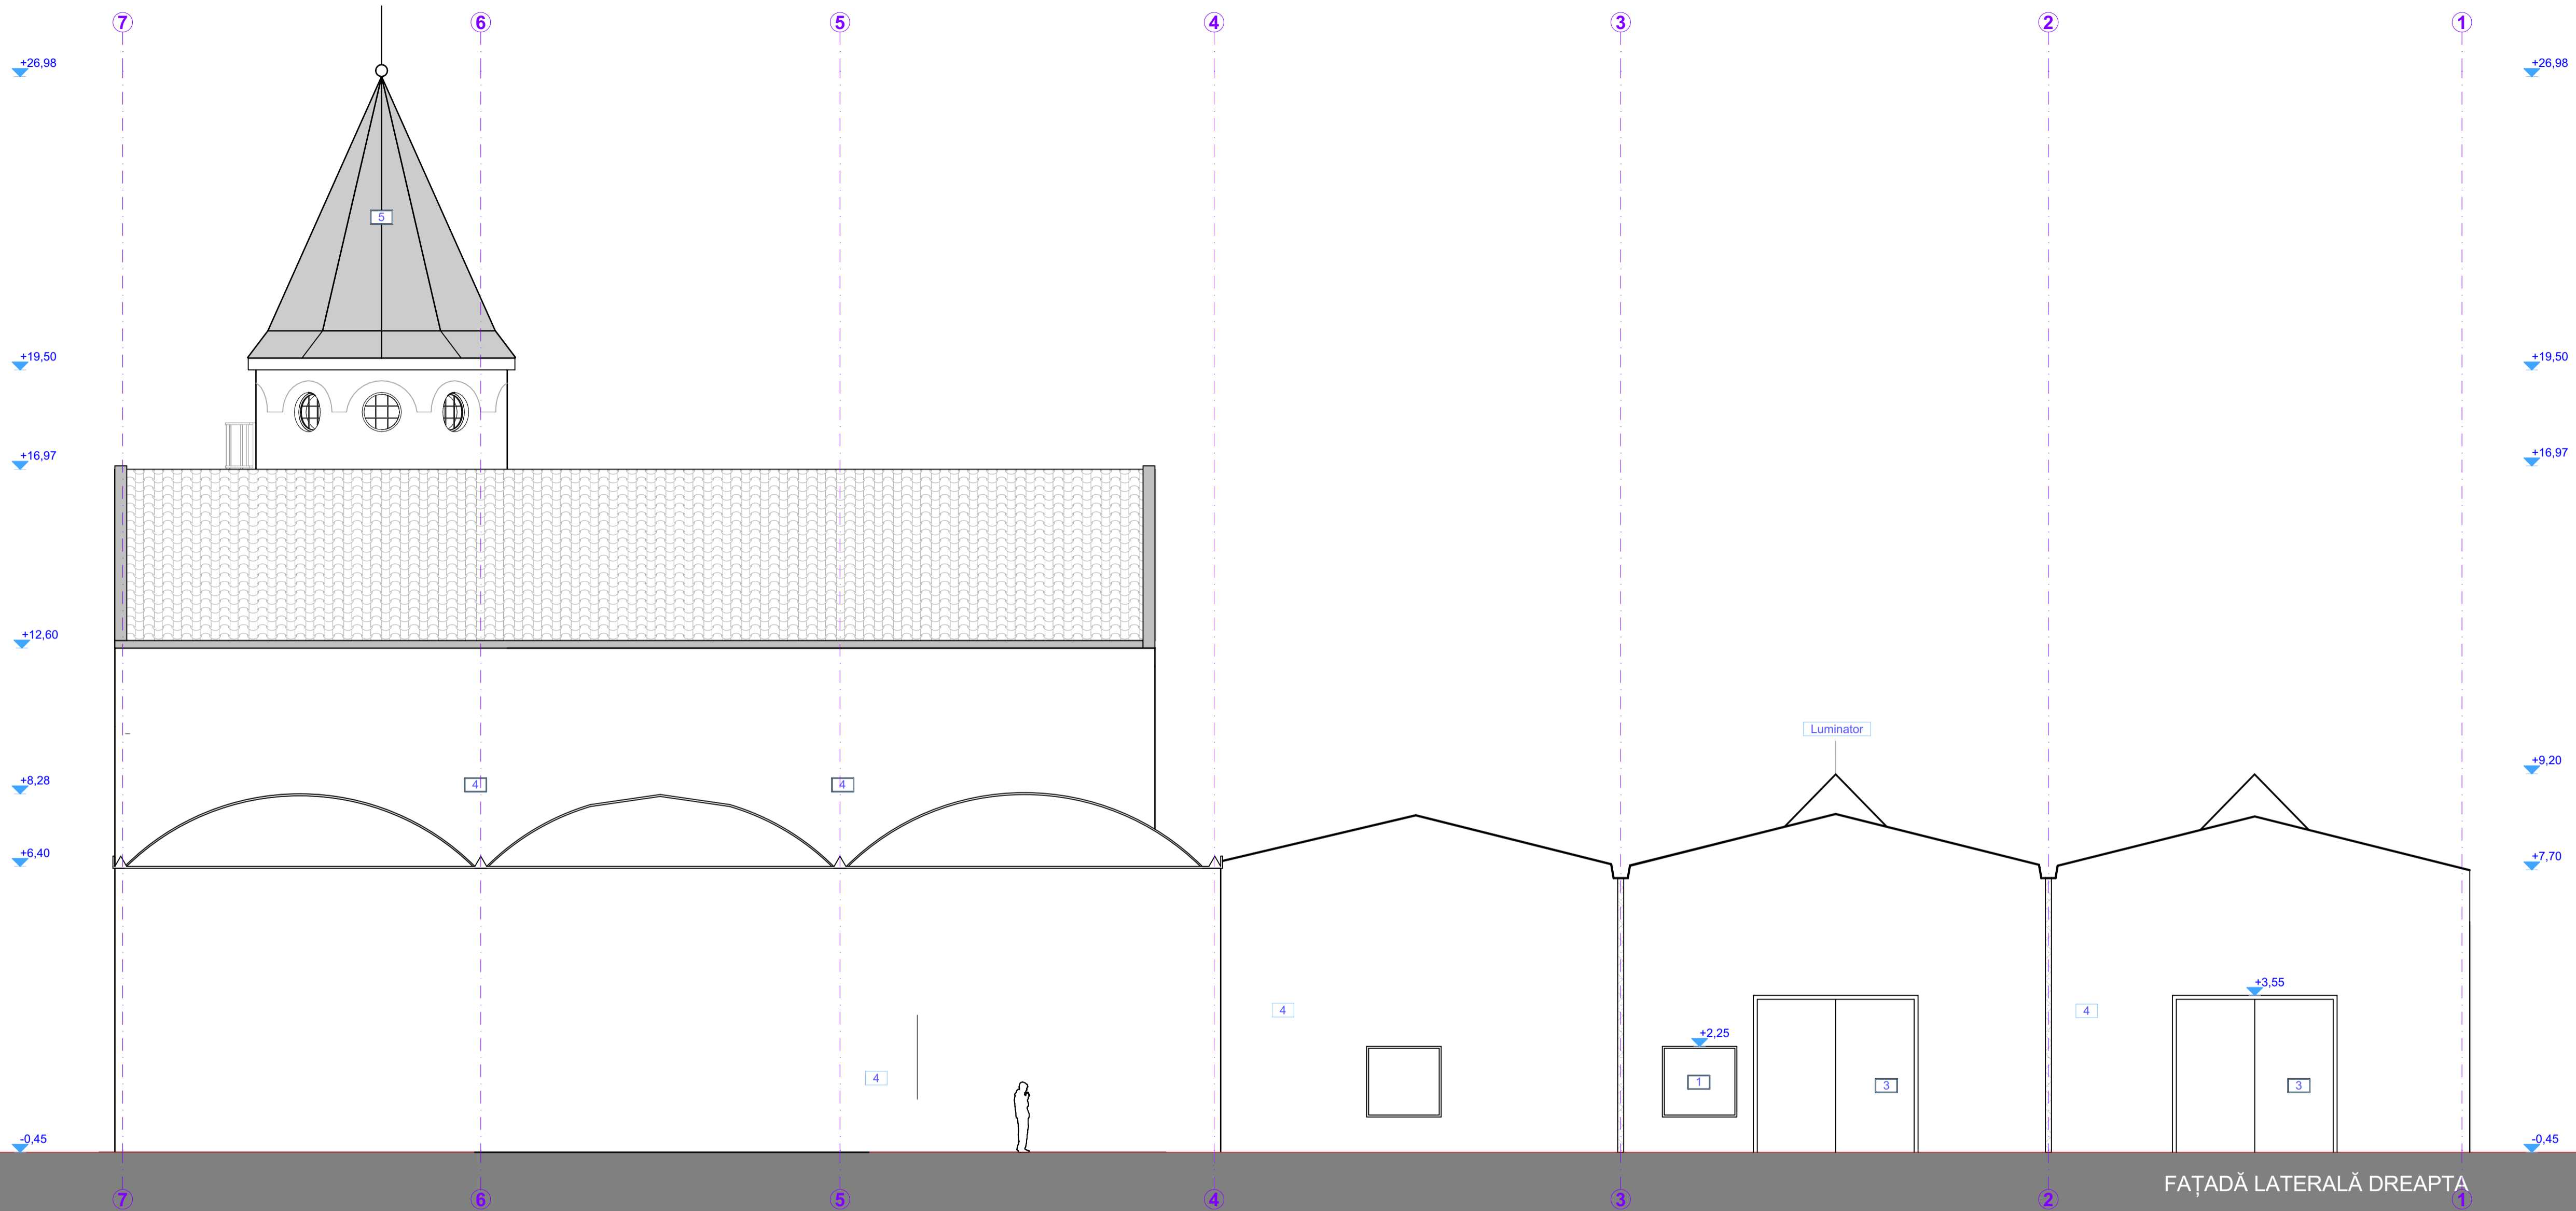 7 6 5 4 3 2 1
+26,98 +26,98
5
+19,50 +19,50
+16,97 +16,97
+12,60
Luminator
+8,28 4 4 +9,20
+6,40 +7,70
+3,55
4 4
+2,25
4 1 3 3
-0,45 -0,45
FAȚADĂ LATERALĂ DREAPTA
7 6 5 4 3 2 1